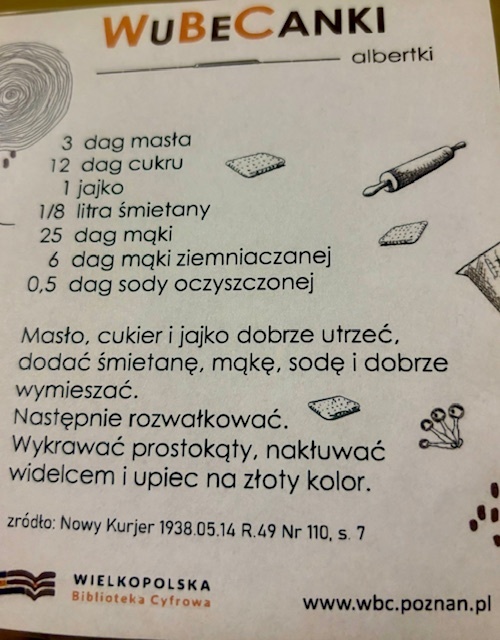 WUBECANKI
albertki
3 dag masła
12 dag cukru
1 jajko
1/8 litra śmietany
25 dag mąki
6 dag mąki ziemniaczanej
0,5 dag sody oczyszczonej
Masło, cukier i jajko dobrze utrzeć,
dodać śmietanę, mąkę, sodę i dobrze
wymieszać.
Następnie rozwałkować.
Wykrawać prostokąty, nakłuwać
widelcem i upiec na złoty kolor.
zródło: Nowy Kurjer 1938.05.14 R.49 Nr 110, s. 7
WIELKOPOLSKA
Biblioteka Cyfrowa
www.wbc.poznan.pl